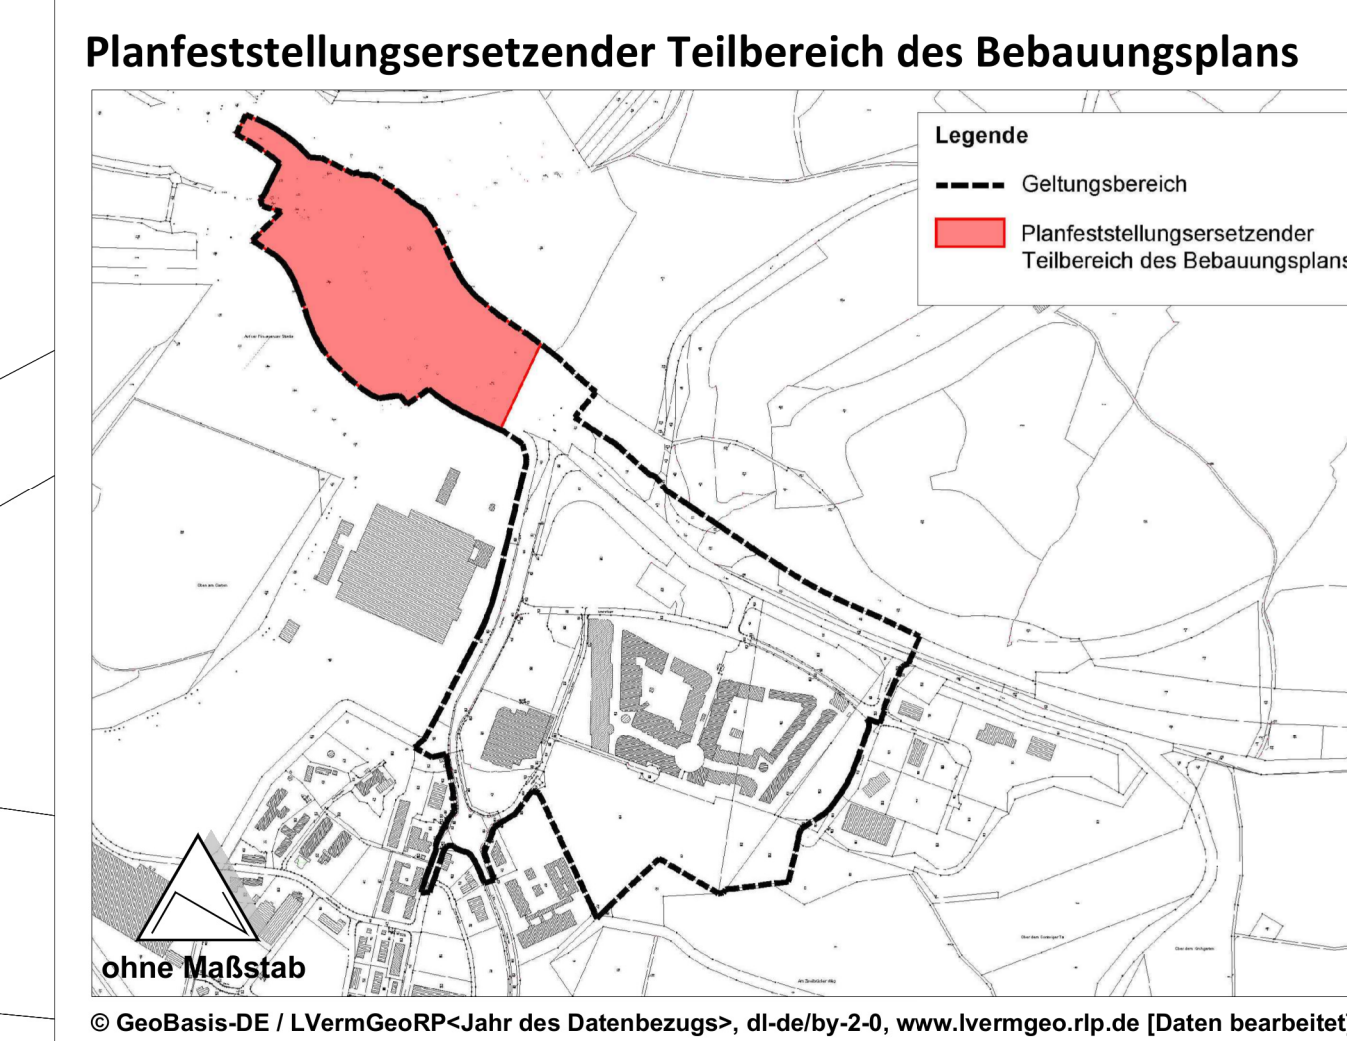 Planfeststellungsersetzender Teilbereich des Bebauungsplans
Legende
Geltungsbereich
Planfeststellungsersetzender
Teilbereich des Bebauungsplans
ohne Maßstab
© GeoBasis-DE / LVermGeoRP<Jahr des Datenbezugs>, dl-de/by-2-0, www.lvermgeo.rlp.de [Daten bearbeitet]